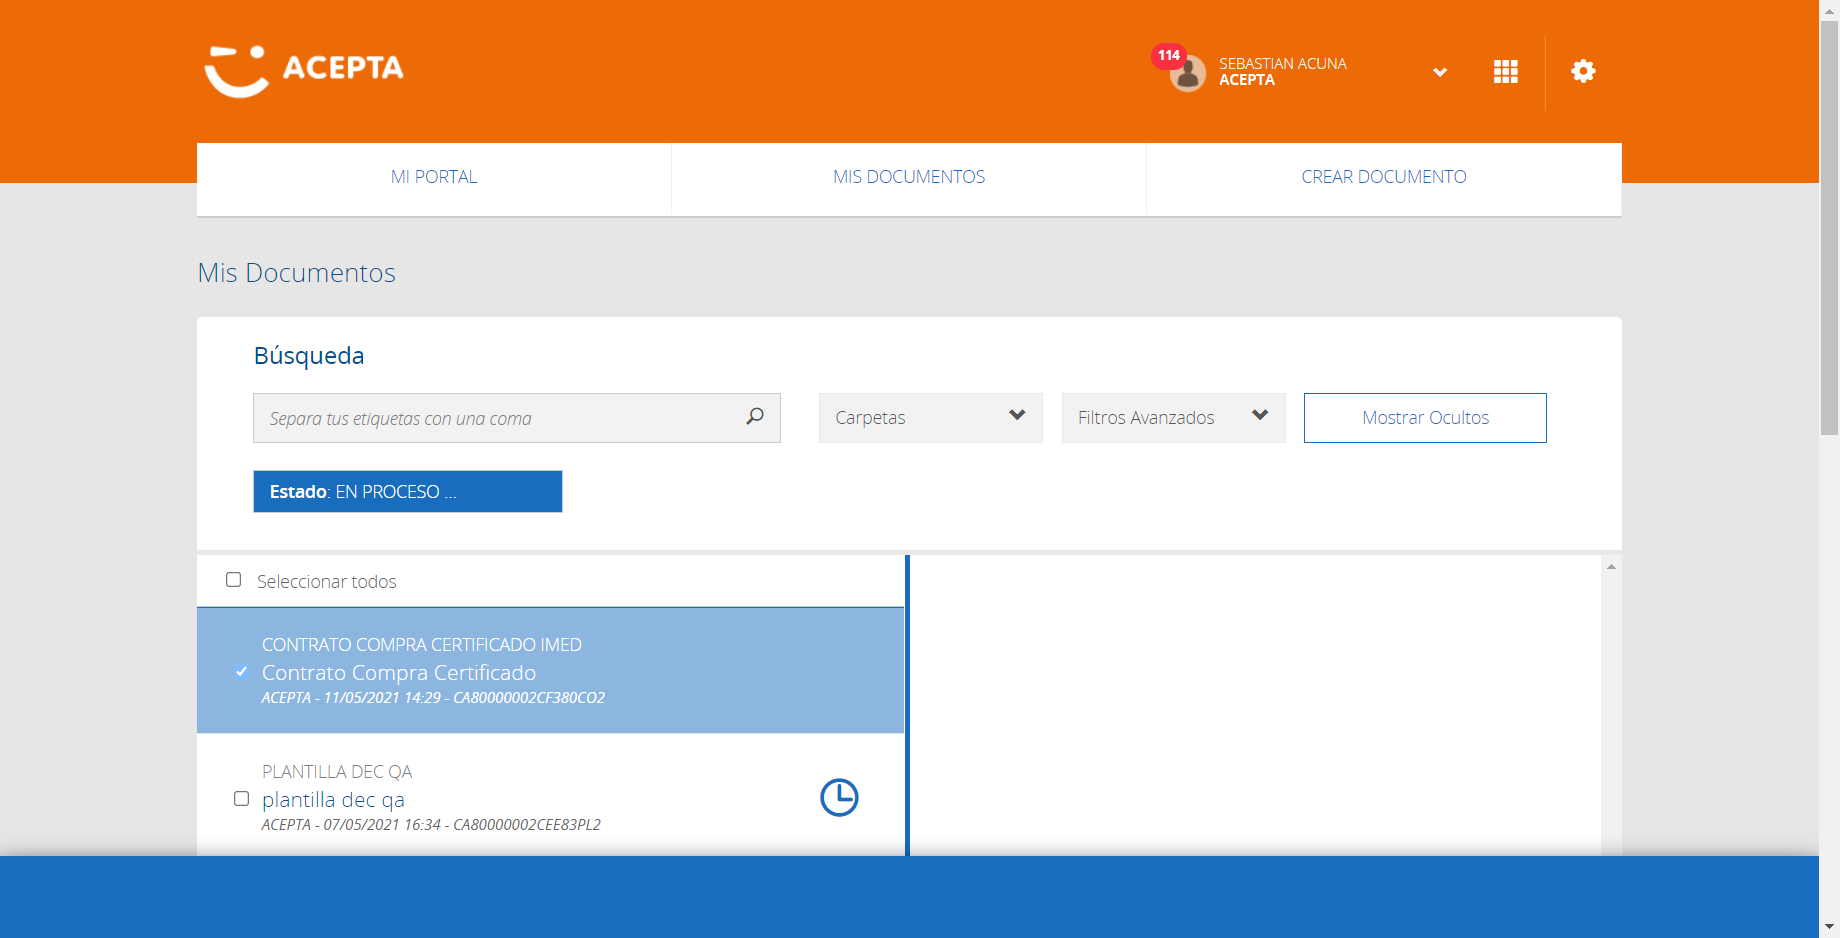 ACEPTA
114
SEBASTIAN ACUNA
ACEPTA
MI PORTAL
MIS DOCUMENTOS
CREAR DOCUMENTO
Mis Documentos
Búsqueda
Separa tus etiquetas con una coma
Carpetas
Filtros Avanzados
Mostrar Ocultos
Estado: EN PROCESO ...
Seleccionar todos
CONTRATO COMPRA CERTIFICADO IMED
Contrato Compra Certificado
ACEPTA - 11/05/2021 14:29 - CA80000002CF380CO2
PLANTILLA DEC QA
plantilla dec qa
ACEPTA - 07/05/2021 16:34 - CA80000002CEE83PL2